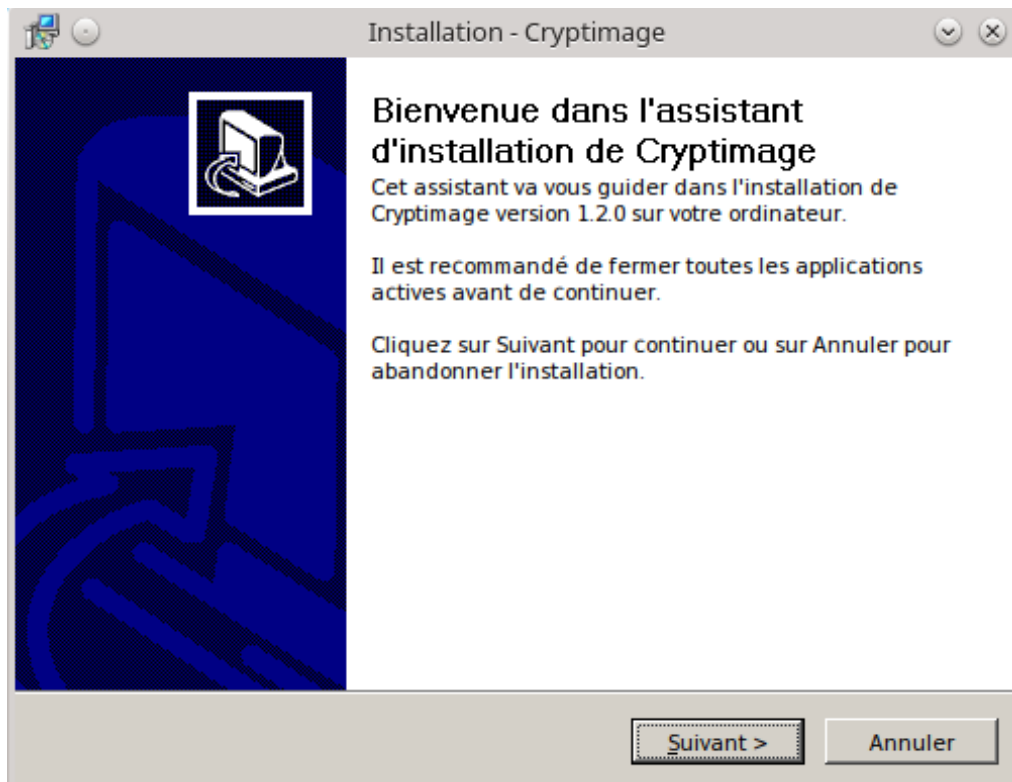 Installation - Cryptimage
Bienvenue dans l'assistant
d'installation de Cryptimage
Cet assistant va vous guider dans l'installation de
Cryptimage version 1.2.0 sur votre ordinateur.
Il est recommandé de fermer toutes les applications
actives avant de continuer.
Cliquez sur Suivant pour continuer ou sur Annuler pour
abandonner l'installation.
Suivant >
Annuler